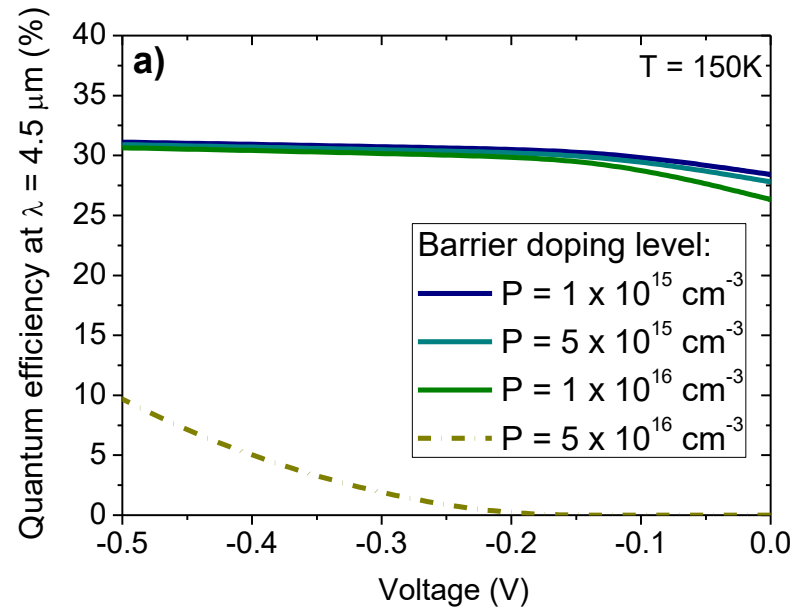 a)
T = 150K
Quantum efficiency at λ = 4.5 μm (%)
40
35
30
25
20
15
10
5
0
Barrier doping level:
P = 1 x 10¹⁵ cm⁻³
P = 5 x 10¹⁵ cm⁻³
P = 1 x 10¹⁶ cm⁻³
P = 5 x 10¹⁶ cm⁻³
-0.5 -0.4 -0.3 -0.2 -0.1 0.0
Voltage (V)